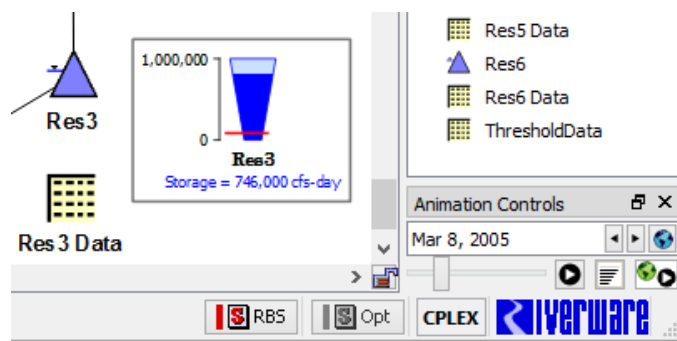 1,000,000
0
Res3
Storage = 746,000 cfs-day
Res3
Res 3 Data
Res5 Data
Res6
Res6 Data
ThresholdData
Animation Controls
Mar 8, 2005
S RBS
S Opt
CPLEX
Riverware